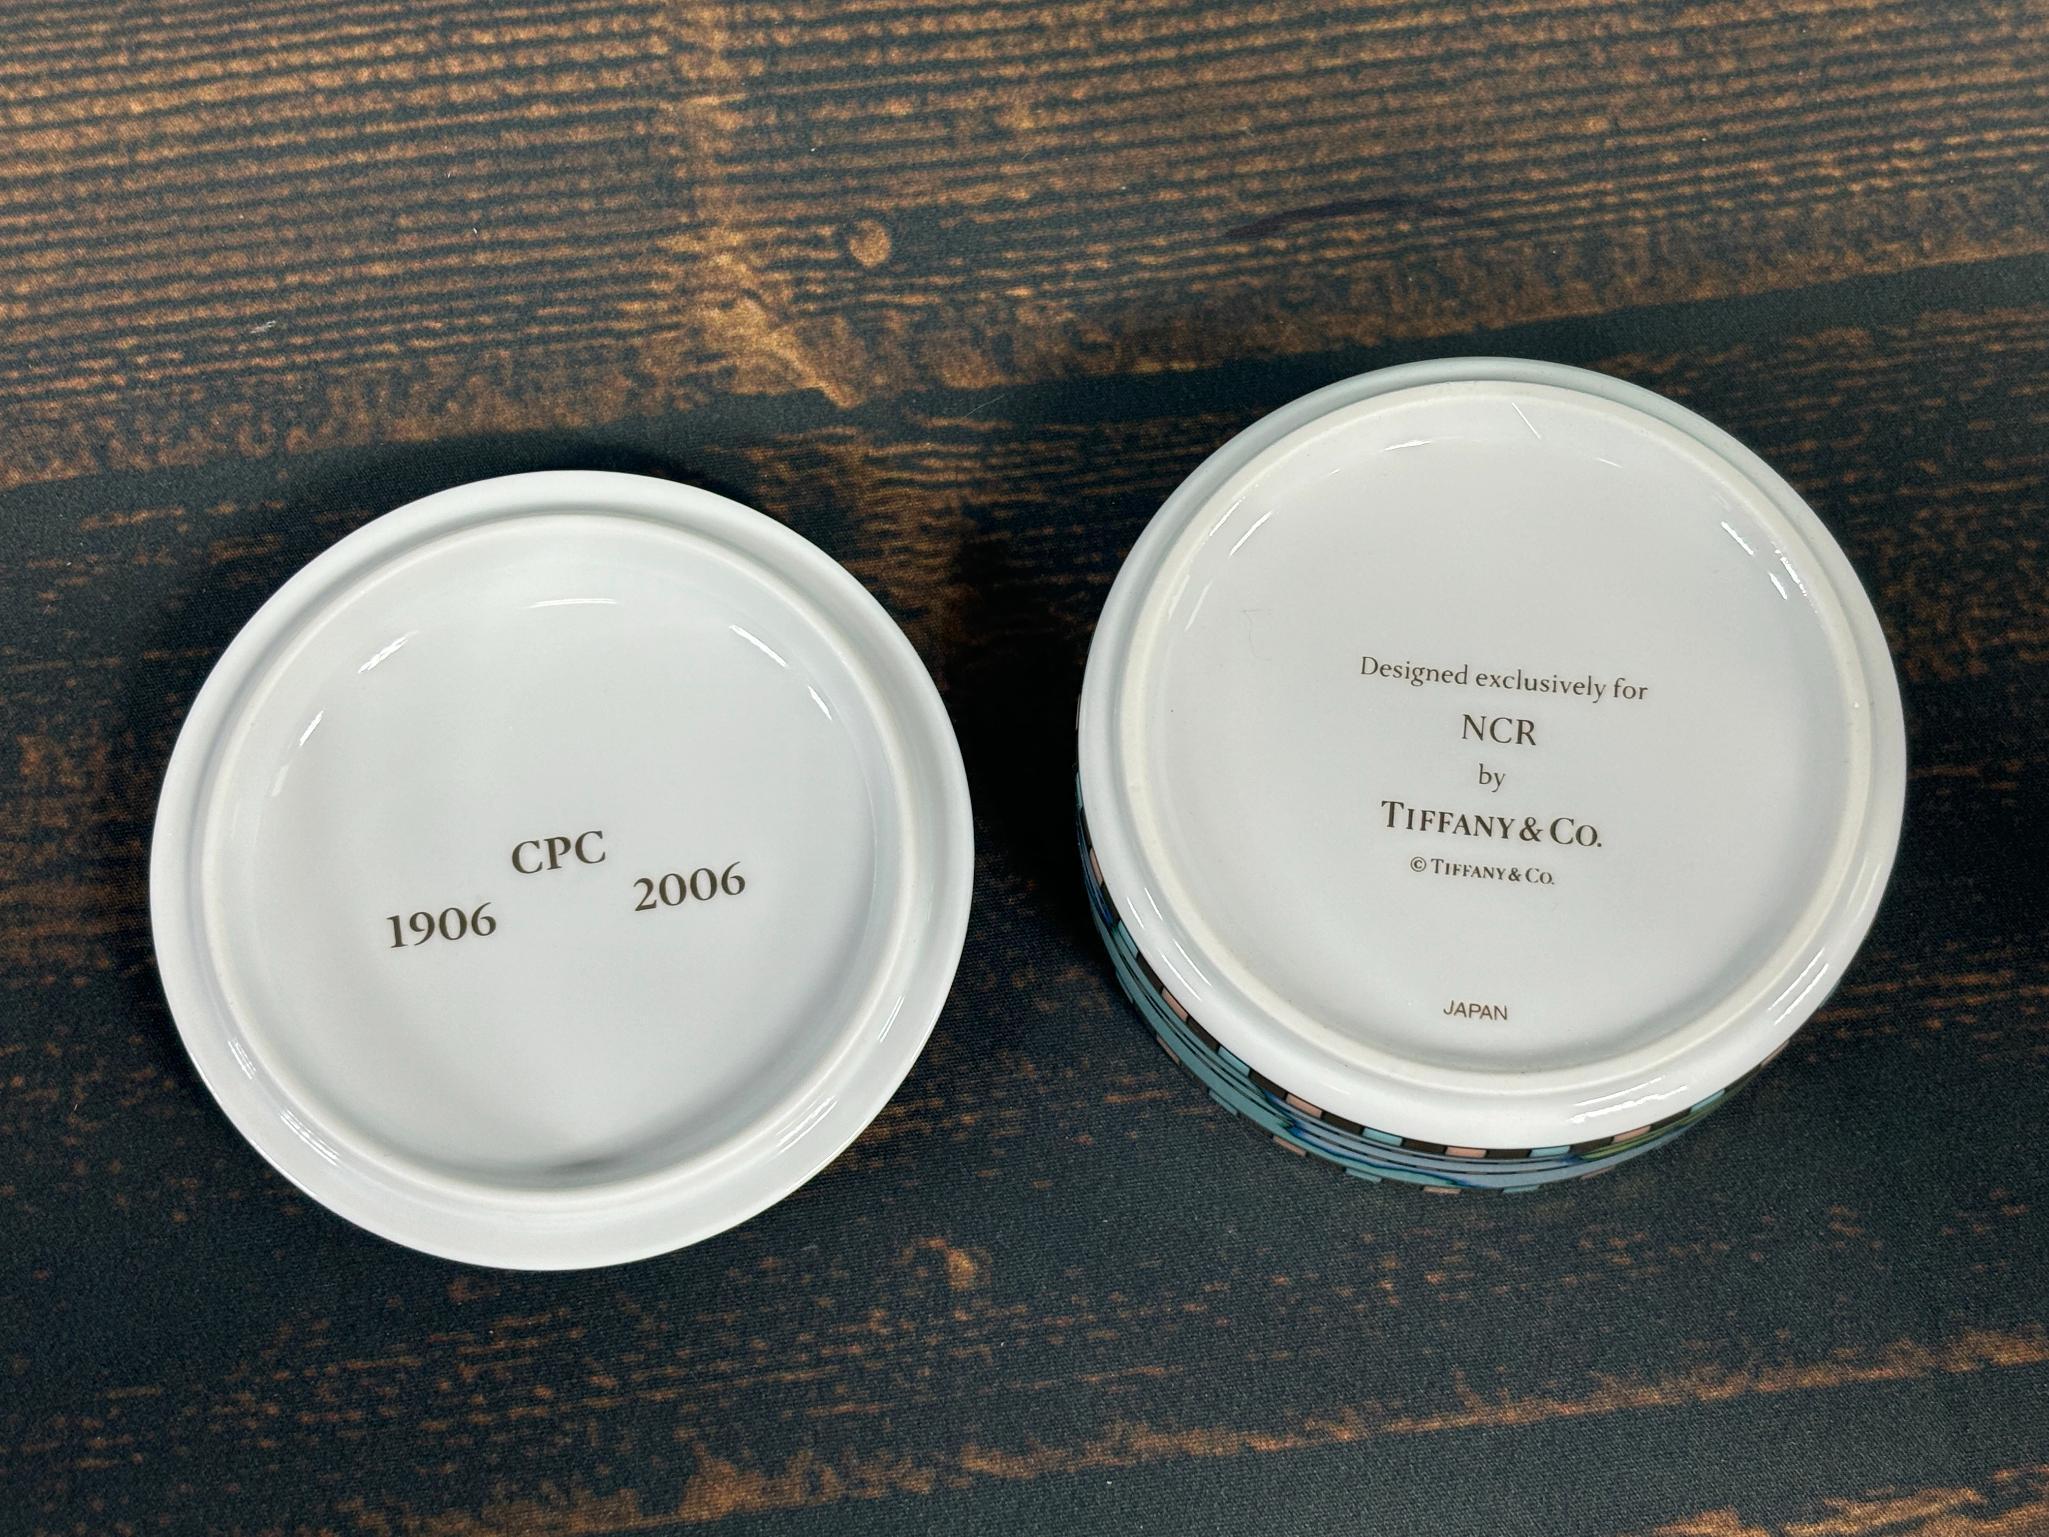 CPC
1906 2006
Designed exclusively for
NCR
by
TIFFANY & CO.
© TIFFANY & CO.
JAPAN